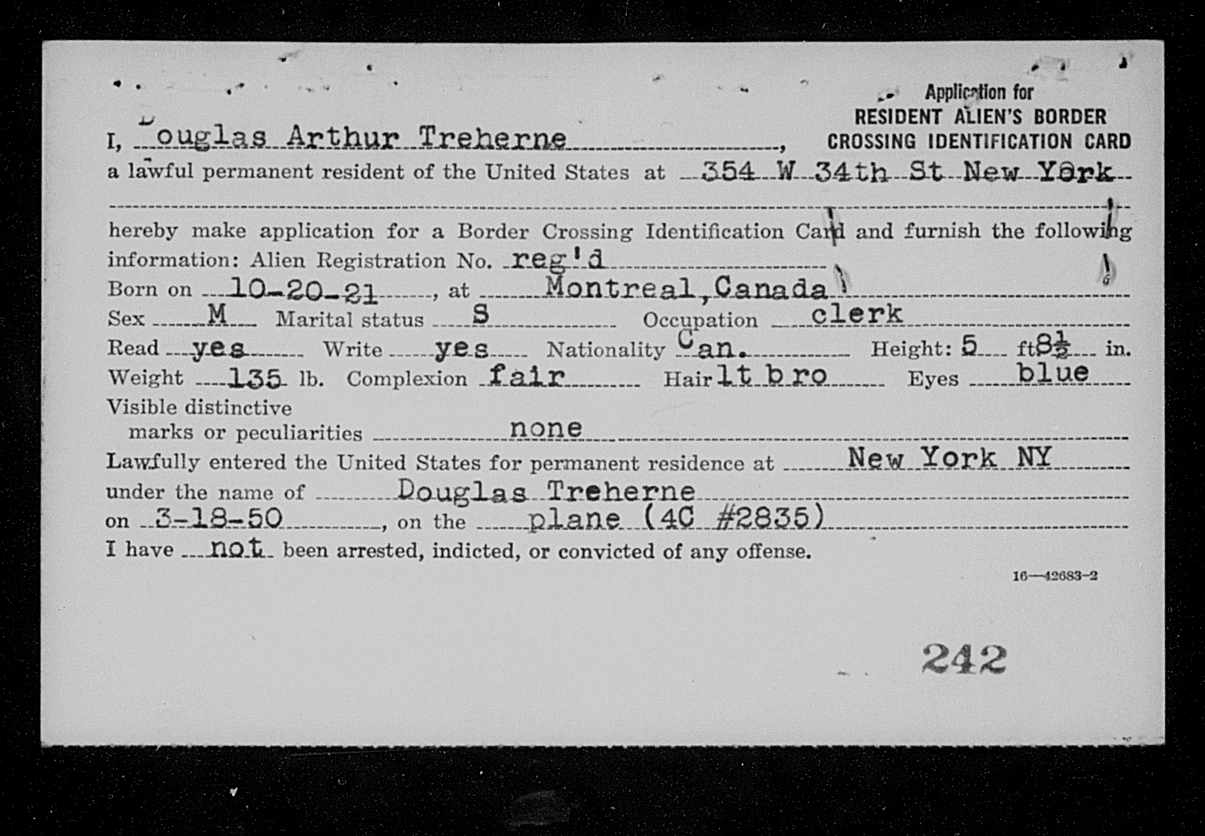 Application for
RESIDENT ALIEN'S BORDER
CROSSING IDENTIFICATION CARD
I, Douglas Arthur Treherne,
a lawful permanent resident of the United States at 354 W 34th St New York
hereby make application for a Border Crossing Identification Card and furnish the following
information: Alien Registration No. reg'd
Born on 10-20-21, at Montreal, Canada
Sex M Marital status S Occupation clerk
Read yes Write yes Nationality Can. Height: 5 ft 8½ in.
Weight 135 lb. Complexion fair Hair lt bro Eyes blue
Visible distinctive
marks or peculiarities none
Lawfully entered the United States for permanent residence at New York NY
under the name of Douglas Treherne
on 3-18-50, on the plane (4C #2835)
I have not been arrested, indicted, or convicted of any offense.
16—42683-2
242